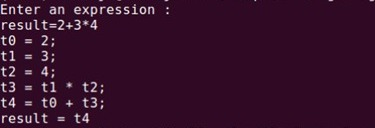 Enter an expression :
result=2+3*4
t0 = 2;
t1 = 3;
t2 = 4;
t3 = t1 * t2;
t4 = t0 + t3;
result = t4